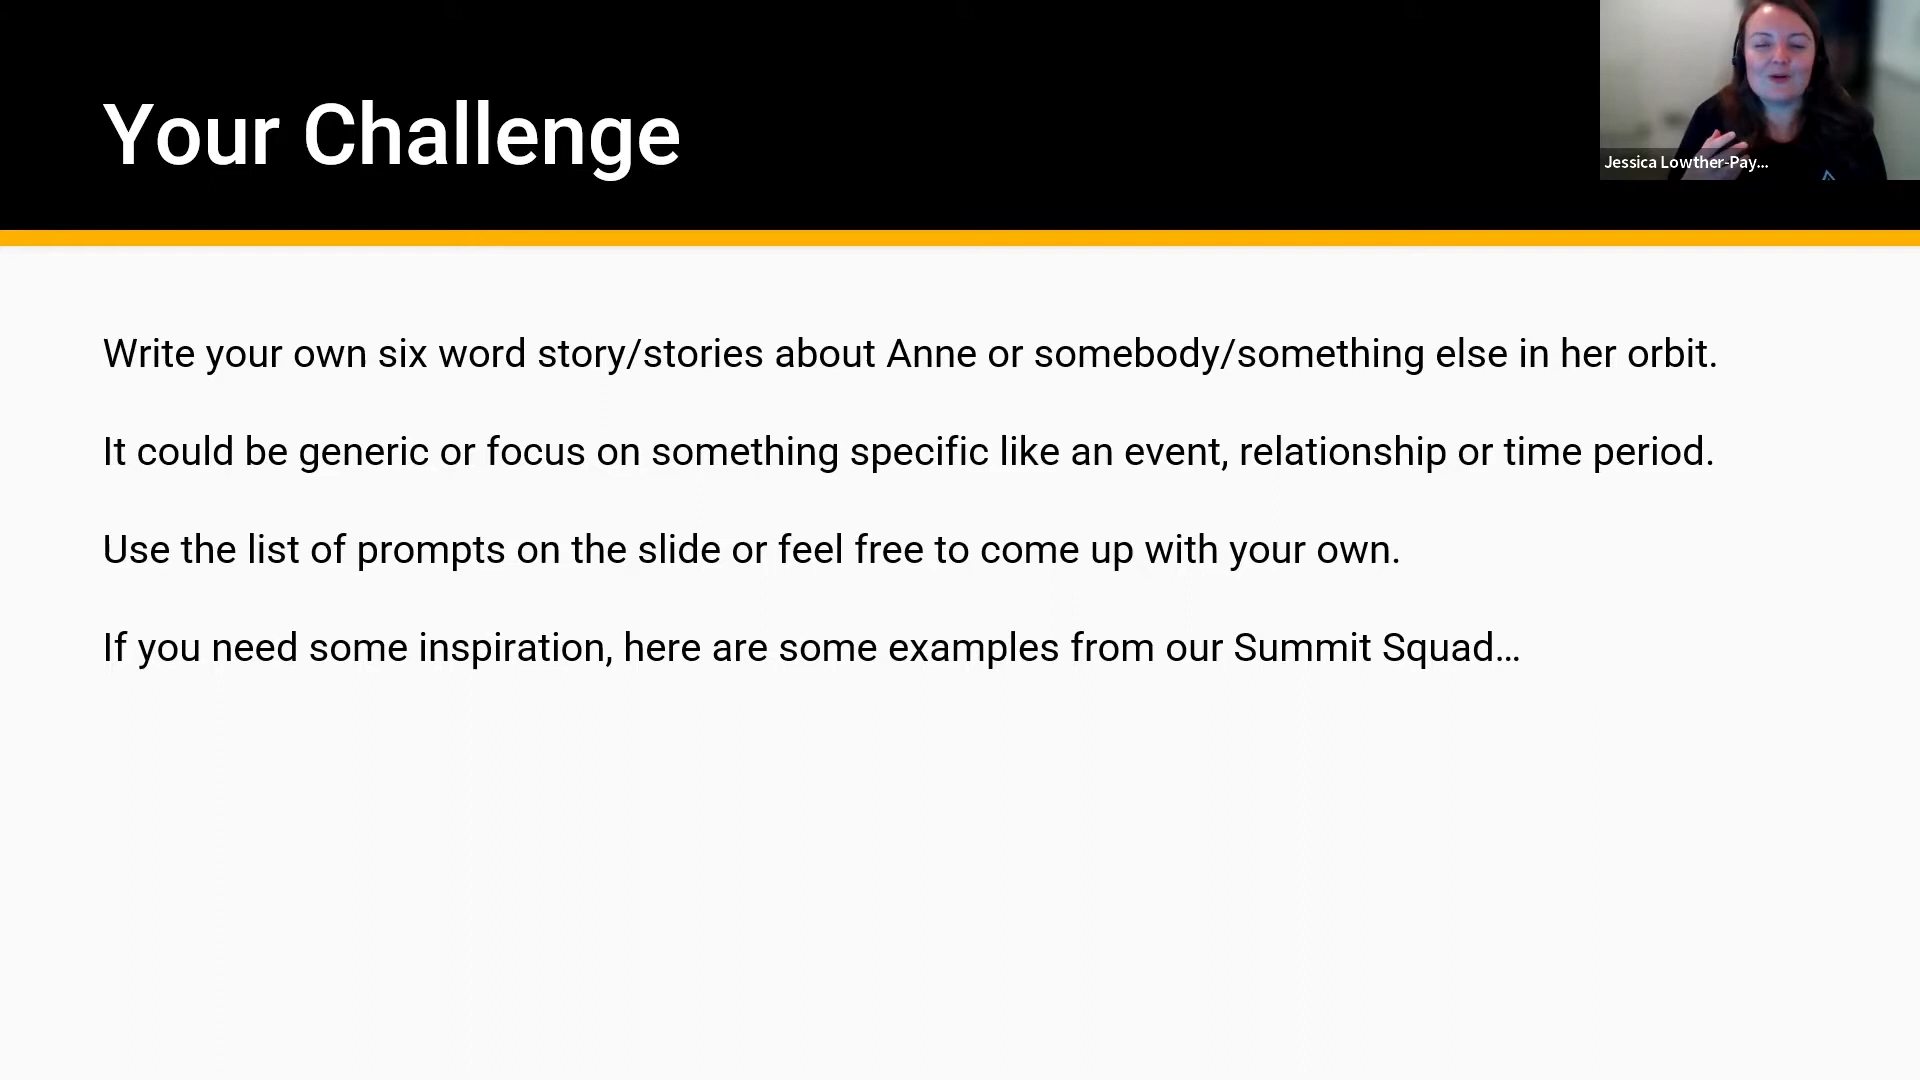 Your Challenge
Jessica Lowther-Pay...
Write your own six word story/stories about Anne or somebody/something else in her orbit.
It could be generic or focus on something specific like an event, relationship or time period.
Use the list of prompts on the slide or feel free to come up with your own.
If you need some inspiration, here are some examples from our Summit Squad…